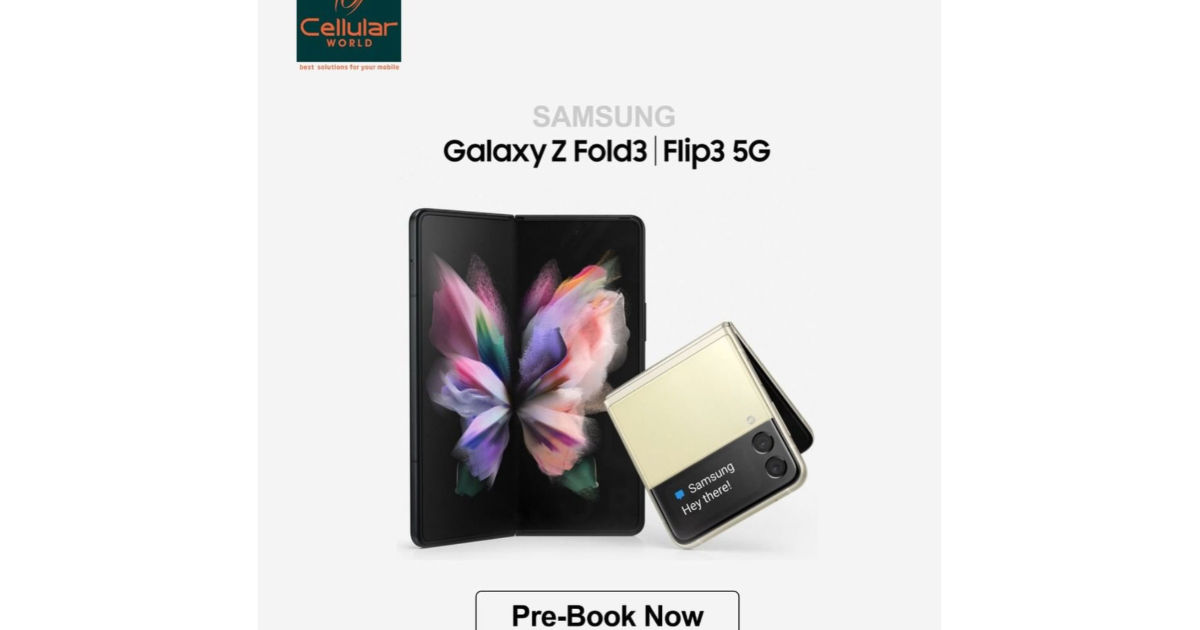 Cellular
WORLD
best solutions for your mobile
SAMSUNG
Galaxy Z Fold3 | Flip3 5G
Samsung
Hey there!
Pre-Book Now